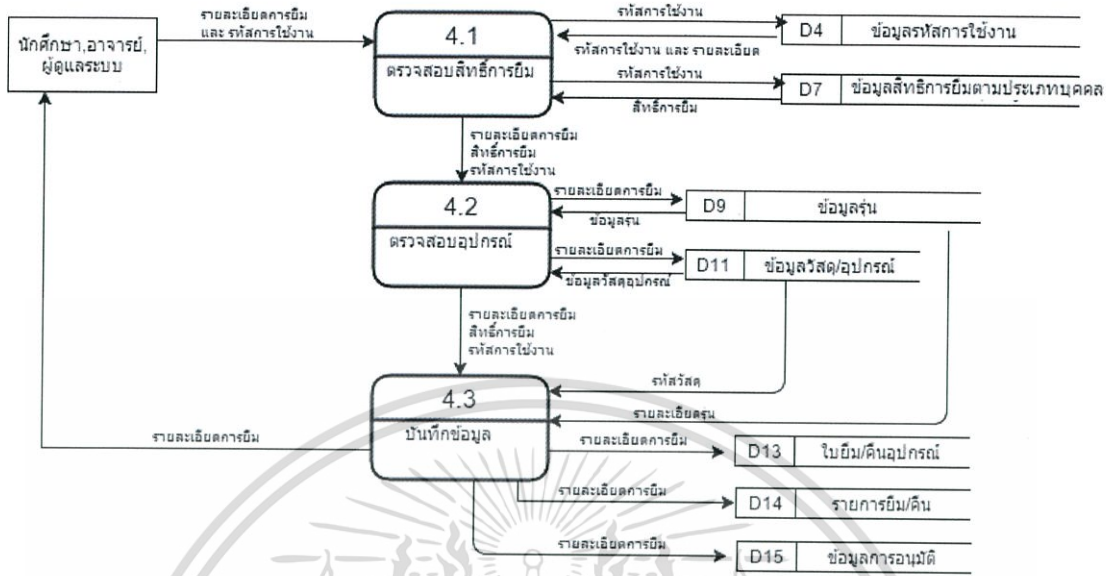 รายละเอียดการยืม
และ รหัสการใช้งาน
นักศึกษา,อาจารย์,
ผู้ดูแลระบบ
4.1
ตรวจสอบสิทธิ์การยืม
รหัสการใช้งาน
D4 ข้อมูลรหัสการใช้งาน
รหัสการใช้งาน และ รายละเอียด
รหัสการใช้งาน
D7 ข้อมูลสิทธิการยืมตามประเภทบุคคล
สิทธิ์การยืม
รายละเอียดการยืม
สิทธิ์การยืม
รหัสการใช้งาน
4.2
ตรวจสอบอุปกรณ์
รายละเอียดการยืม
D9 ข้อมูลรุ่น
ข้อมูลรุ่น
รายละเอียดการยืม
D11 ข้อมูลวัสดุ/อุปกรณ์
ข้อมูลวัสดุอุปกรณ์
รายละเอียดการยืม
สิทธิ์การยืม
รหัสการใช้งาน
4.3
บันทึกข้อมูล
รหัสวัสดุ
รายละเอียดรุ่น
รายละเอียดการยืม
รายละเอียดการยืม
D13 ใบยืม/คืนอุปกรณ์
รายละเอียดการยืม
D14 รายการยืม/คืน
รายละเอียดการยืม
D15 ข้อมูลการอนุมัติ